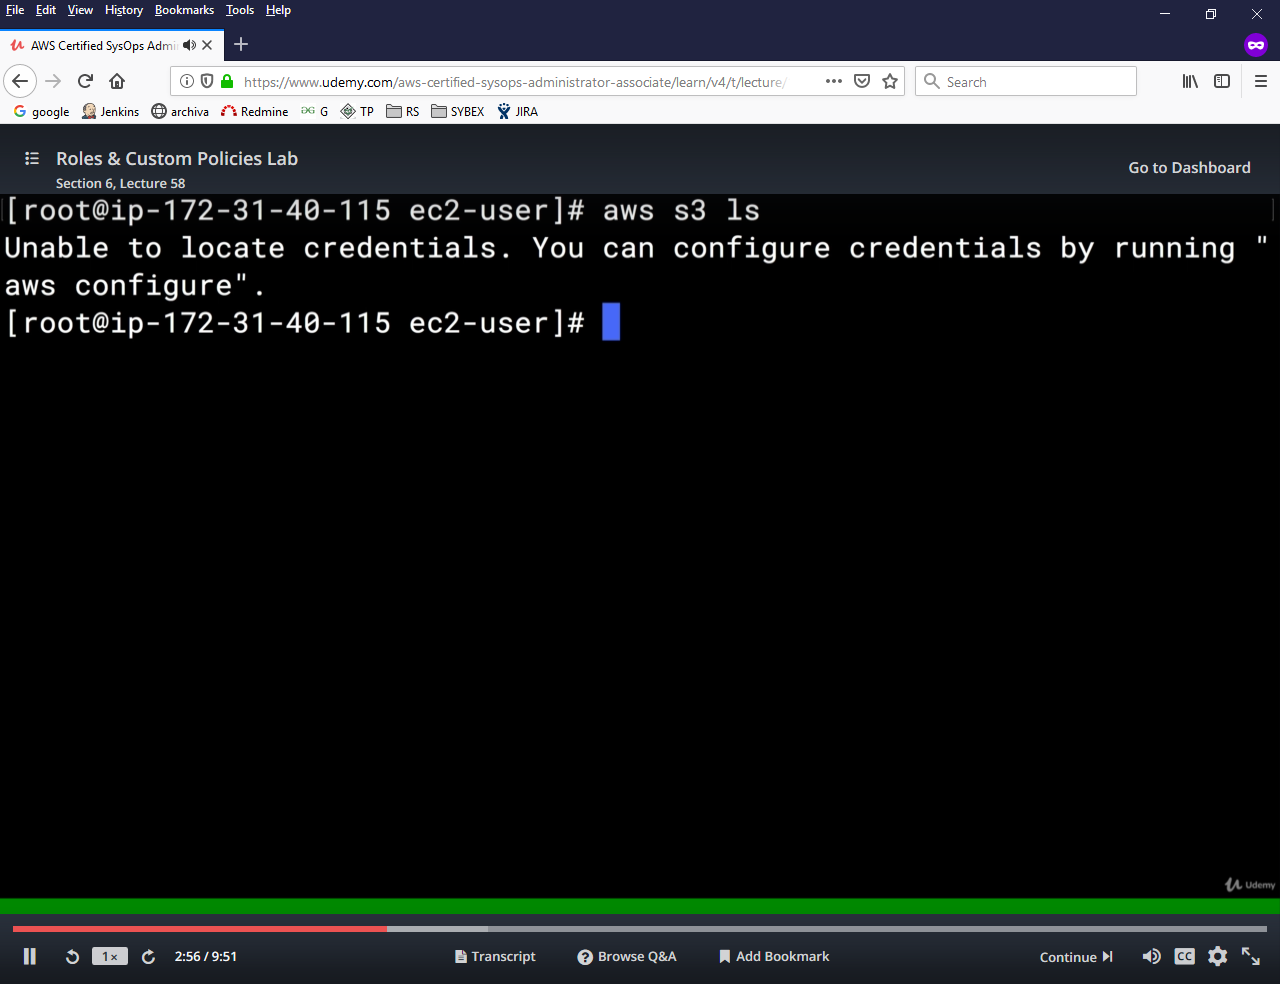 File Edit View History Bookmarks Tools Help
AWS Certified SysOps Admi
https://www.udemy.com/aws-certified-sysops-administrator-associate/learn/v4/t/lecture/
Search
google Jenkins archiva Redmine G TP RS SYBEX JIRA
Roles & Custom Policies Lab
Section 6, Lecture 58
Go to Dashboard
[root@ip-172-31-40-115 ec2-user]# aws s3 ls
Unable to locate credentials. You can configure credentials by running "
aws configure".
[root@ip-172-31-40-115 ec2-user]#
Udemy
1x 2:56 / 9:51 Transcript Browse Q&A Add Bookmark Continue CC